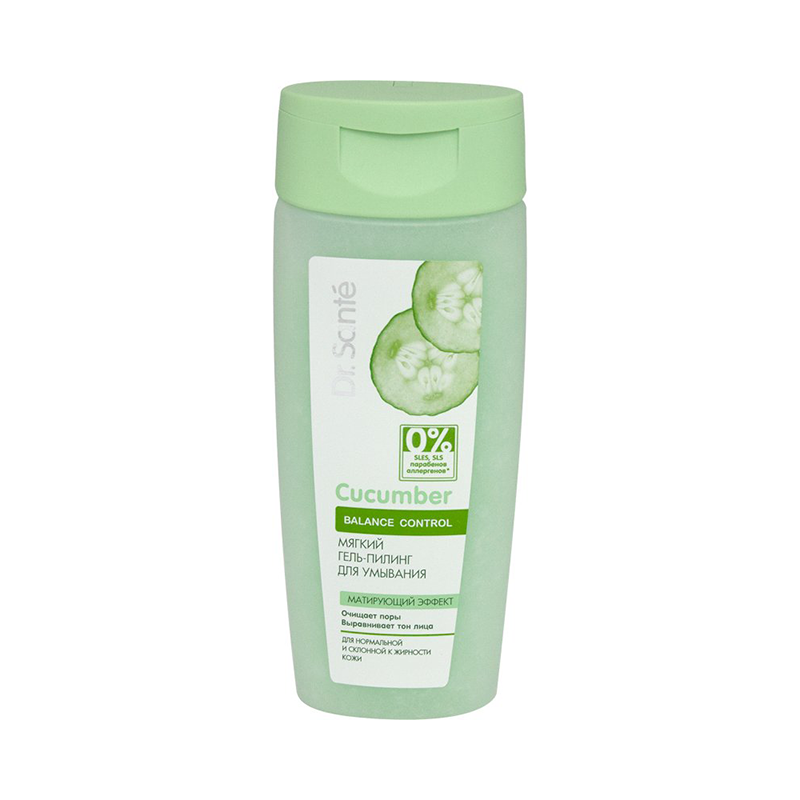 Dr. Santé
0%
SLES, SLS
парабенов
аллергенов*
Cucumber
BALANCE CONTROL
МЯГКИЙ
ГЕЛЬ-ПИЛИНГ
ДЛЯ УМЫВАНИЯ
МАТИРУЮЩИЙ ЭФФЕКТ
Очищает поры
Выравнивает тон лица
ДЛЯ НОРМАЛЬНОЙ
И СКЛОННОЙ К ЖИРНОСТИ
КОЖИ